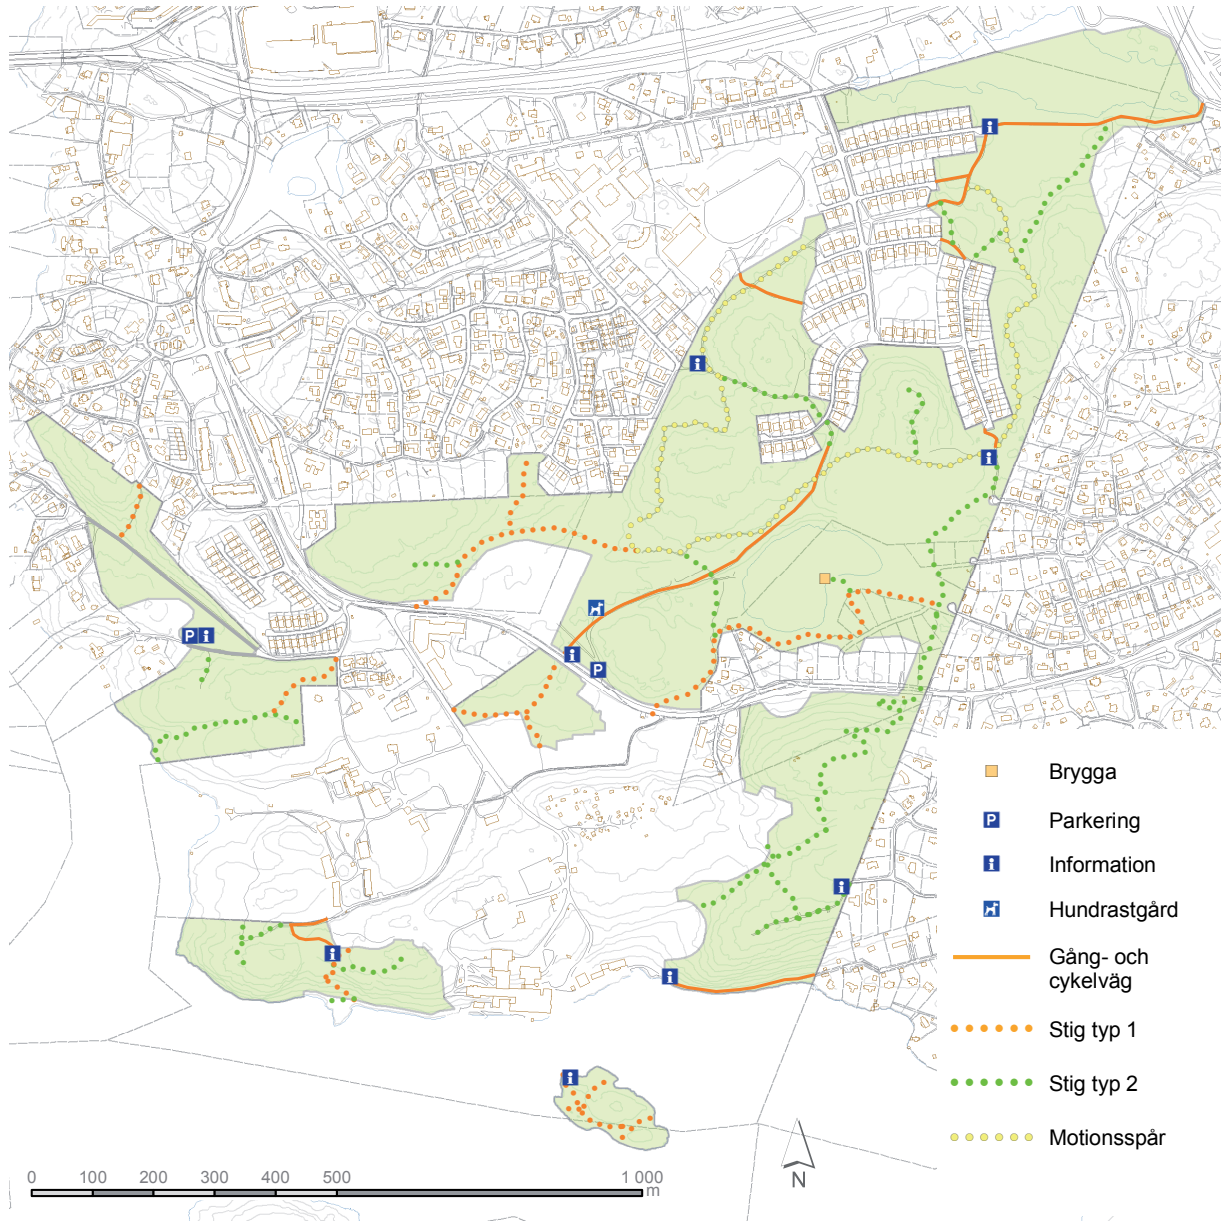 P
P
Brygga
P Parkering
Information
Hundrastgård
Gång- och
cykelväg
Stig typ 1
Stig typ 2
Motionsspår
N
0 100 200 300 400 500 1 000
m